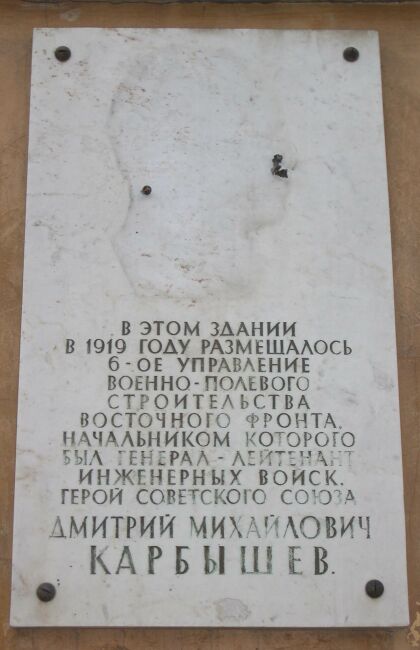 В ЭТОМ ЗДАНИИ
В 1919 ГОДУ РАЗМЕЩАЛОСЬ
6-ОЕ УПРАВЛЕНИЕ
ВОЕННО-ПОЛЕВОГО
СТРОИТЕЛЬСТВА
ВОСТОЧНОГО ФРОНТА,
НАЧАЛЬНИКОМ КОТОРОГО
БЫЛ ГЕНЕРАЛ-ЛЕЙТЕНАНТ
ИНЖЕНЕРНЫХ ВОЙСК.
ГЕРОЙ СОВЕТСКОГО СОЮЗА
ДМИТРИЙ МИХАЙЛОВИЧ
КАРБЫШЕВ.